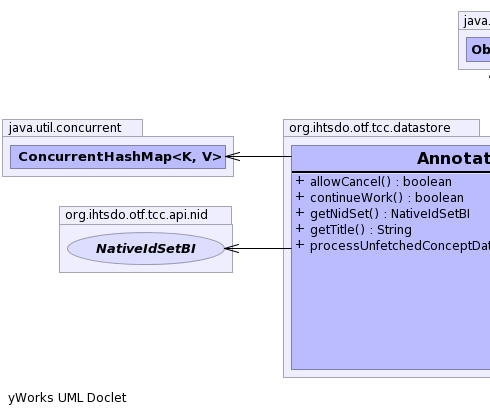 java.
Ob
java.util.concurrent
ConcurrentHashMap<K, V>
org.ihtsdo.otf.tcc.datastore
Annotat
+ allowCancel() : boolean
+ continueWork() : boolean
+ getNidSet() : NativeIdSetBI
+ getTitle() : String
+ processUnfetchedConceptDat
org.ihtsdo.otf.tcc.api.nid
NativeIdSetBI
yWorks UML Doclet